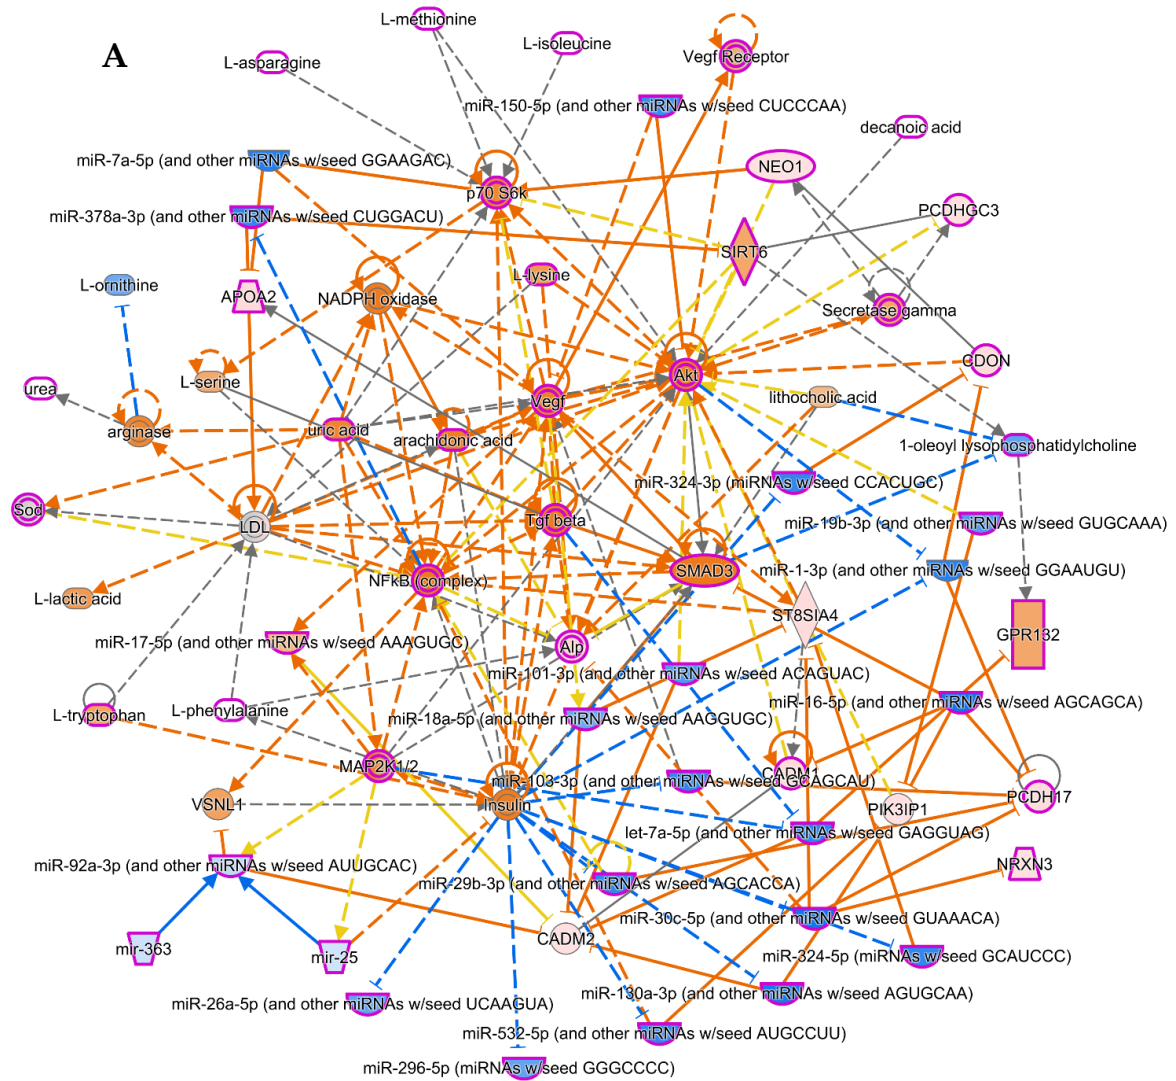 L-methionine
A
L-isoleucine
L-asparagine
Vegf Receptor
miR-150-5p (and other miRNAs w/seed CUCCCAA)
decanoic acid
miR-7a-5p (and other miRNAs w/seed GGAAGAC)
NEO1
p70 S6k
miR-378a-3p (and other miRNAs w/seed CUGGACU)
PCDHGC3
SIRT6
L-lysine
L-ornithine
APOA2
NADPH oxidase
Secretase gamma
CDON
Akt
L-serine
urea
lithocholic acid
Vegf
arginase
uric acid
arachidonic acid
1-oleoyl lysophosphatidylcholine
miR-324-3p (miRNAs w/seed CCACUGC)
Sod
LDL
Tgf beta
miR-19b-3p (and other miRNAs w/seed GUGCAAA)
SMAD3
miR-1-3p (and other miRNAs w/seed GGAAUGU)
NFkB (complex)
L-lactic acid
ST8SIA4
GPR132
miR-17-5p (and other miRNAs w/seed AAAGUGC)
Alp
miR-101-3p (and other miRNAs w/seed ACAGUAC)
miR-16-5p (and other miRNAs w/seed AGCAGCA)
L-tryptophan
L-phenylalanine
miR-18a-5p (and other miRNAs w/seed AAGGUGC)
MAP2K1/2
CADM1
miR-103-3p (and other miRNAs w/seed GCAGCAU)
PCDH17
VSNL1
Insulin
PIK3IP1
let-7a-5p (and other miRNAs w/seed GAGGUAG)
miR-92a-3p (and other miRNAs w/seed AUUGCAC)
NRXN3
miR-29b-3p (and other miRNAs w/seed AGCACCA)
miR-30c-5p (and other miRNAs w/seed GUAAACA)
CADM2
mir-363
mir-25
miR-324-5p (miRNAs w/seed GCAUCCC)
miR-130a-3p (and other miRNAs w/seed AGUGCAA)
miR-26a-5p (and other miRNAs w/seed UCAAGUA)
miR-532-5p (and other miRNAs w/seed AUGCCUU)
miR-296-5p (miRNAs w/seed GGGCCCC)